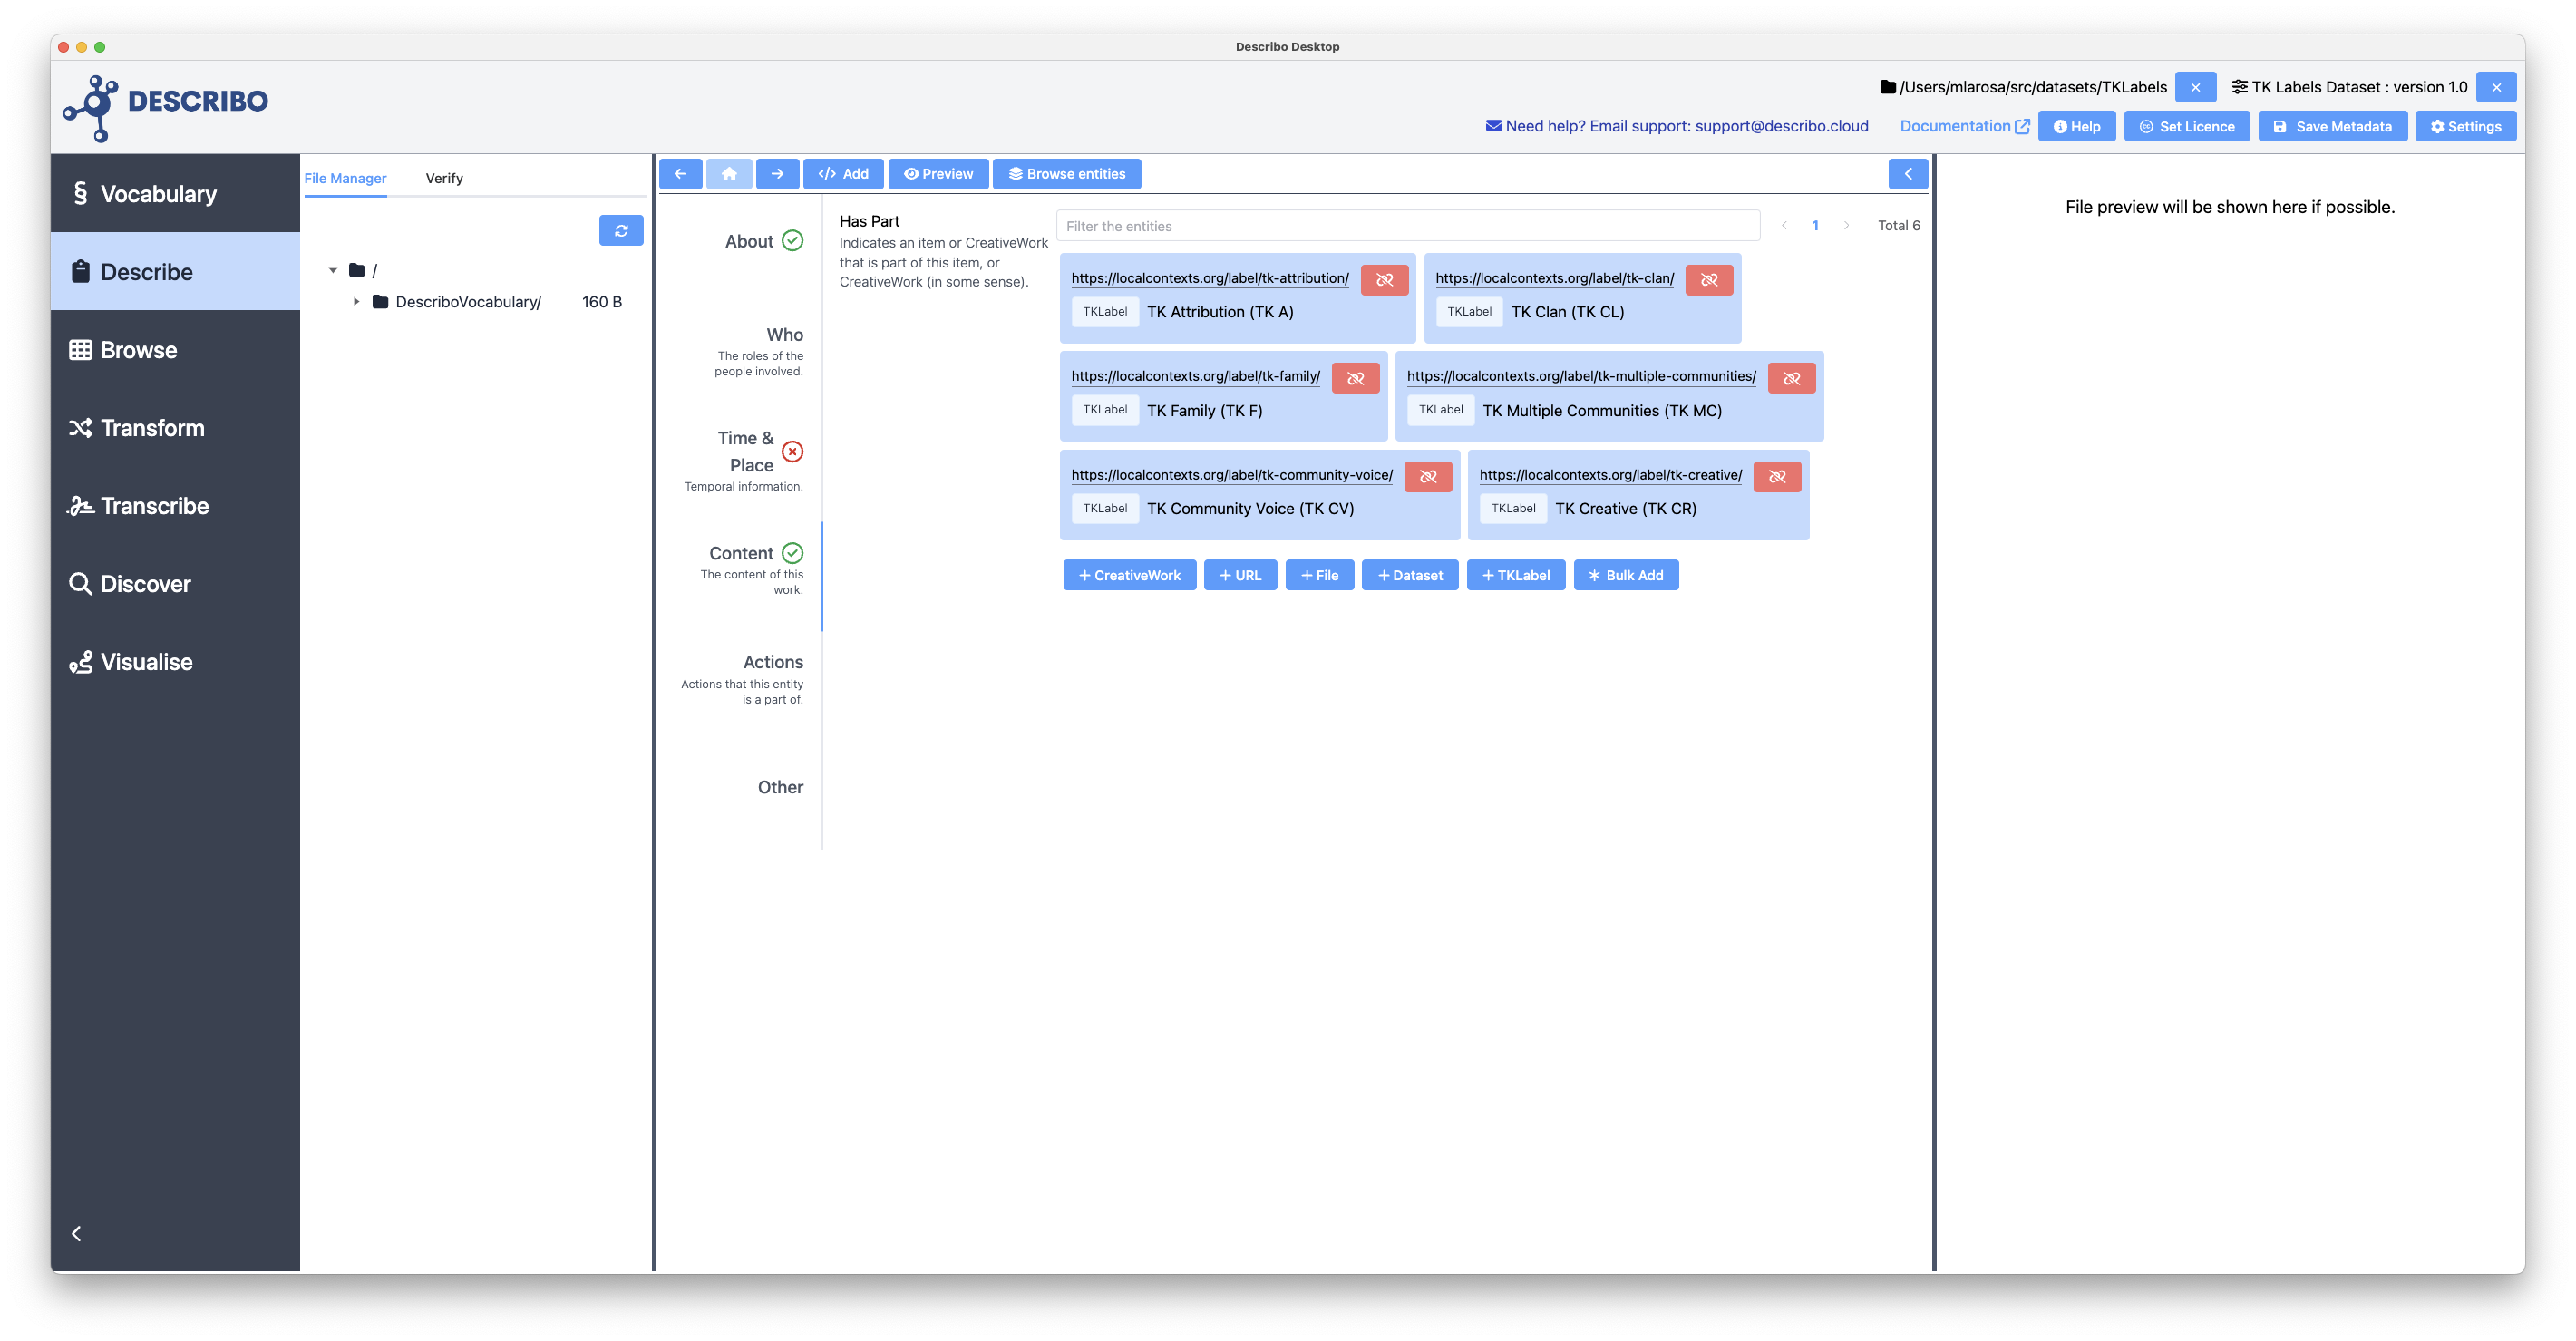 Describo Desktop
DESCRIBO
/Users/mlarosa/src/datasets/TKLabels
TK Labels Dataset : version 1.0
Need help? Email support: support@describo.cloud
Documentation
Help
Set Licence
Save Metadata
Settings
§ Vocabulary
Describe
Browse
Transform
Transcribe
Discover
Visualise
File Manager
Verify
/
DescriboVocabulary/ 160 B
</> Add
Preview
Browse entities
About
Who
The roles of the
people involved.
Time &
Place
Temporal information.
Content
The content of this
work.
Actions
Actions that this entity
is a part of.
Other
Has Part
Indicates an item or CreativeWork
that is part of this item, or
CreativeWork (in some sense).
Filter the entities
1
Total 6
https://localcontexts.org/label/tk-attribution/
TKLabel TK Attribution (TK A)
https://localcontexts.org/label/tk-clan/
TKLabel TK Clan (TK CL)
https://localcontexts.org/label/tk-family/
TKLabel TK Family (TK F)
https://localcontexts.org/label/tk-multiple-communities/
TKLabel TK Multiple Communities (TK MC)
https://localcontexts.org/label/tk-community-voice/
TKLabel TK Community Voice (TK CV)
https://localcontexts.org/label/tk-creative/
TKLabel TK Creative (TK CR)
+ CreativeWork
+ URL
+ File
+ Dataset
+ TKLabel
* Bulk Add
File preview will be shown here if possible.